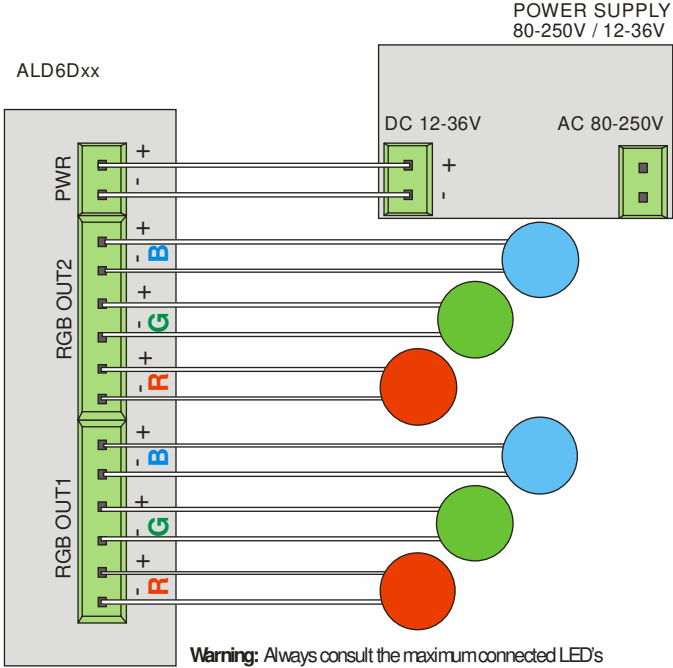 POWER SUPPLY
80-250V / 12-36V
ALD6Dxx
DC 12-36V
AC 80-250V
PWR
+
-
+
-
RGB OUT2
+
- B
+
- G
+
- R
RGB OUT1
+
- B
+
- G
+
- R
Warning: Always consult the maximum connected LED's